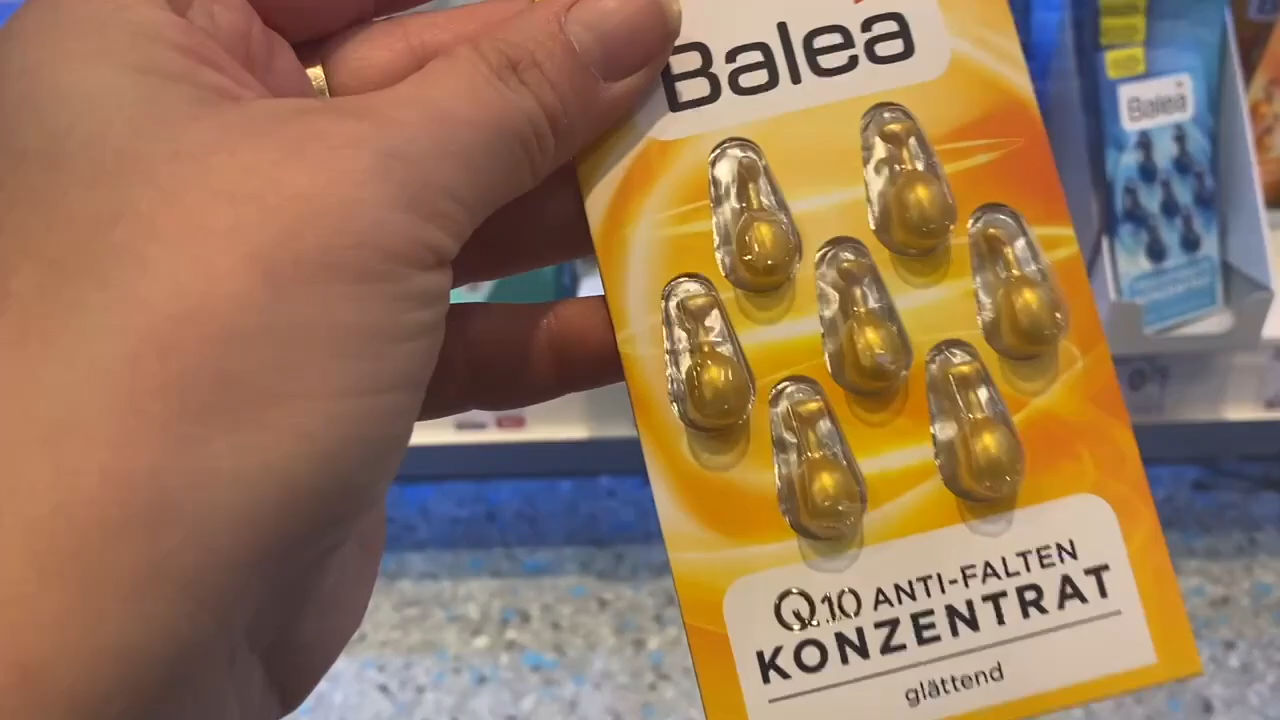 Balea
Q10 ANTI-FALTEN
KONZENTRAT
glättend
Balea